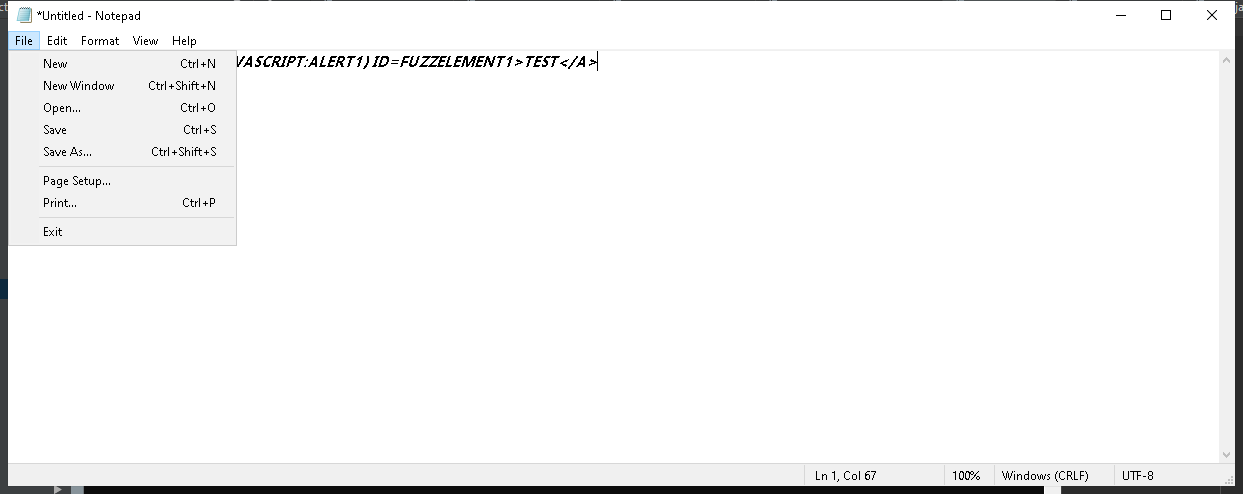 *Untitled - Notepad
File Edit Format View Help
VASCRIPT:ALERT1) ID=FUZZELEMENT1>TEST</A>
New Ctrl+N
New Window Ctrl+Shift+N
Open... Ctrl+O
Save Ctrl+S
Save As... Ctrl+Shift+S
Page Setup...
Print... Ctrl+P
Exit
Ln 1, Col 67 100% Windows (CRLF) UTF-8